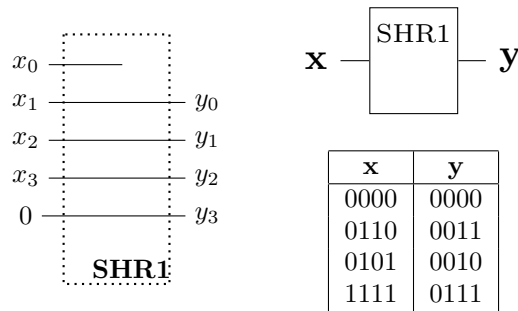 x₀
x₁ y₀
x₂ y₁
x₃ y₂
0 y₃
SHR1
SHR1
x y
x y
0000 0000
0110 0011
0101 0010
1111 0111